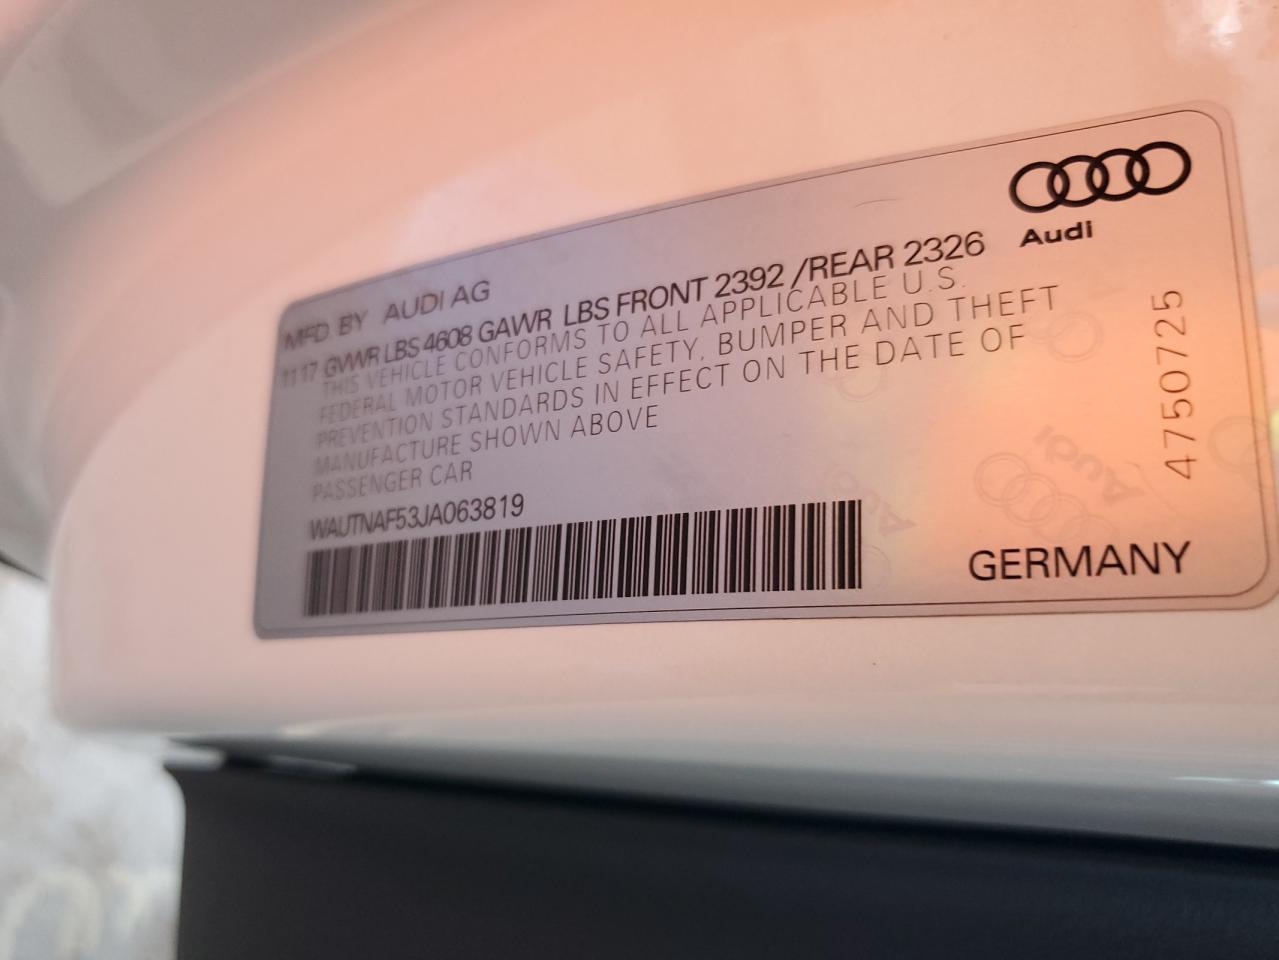 Audi
MFD BY AUDI AG
11 17 GVWR LBS 4608 GAWR LBS FRONT 2392 /REAR 2326
THIS VEHICLE CONFORMS TO ALL APPLICABLE U.S.
FEDERAL MOTOR VEHICLE SAFETY, BUMPER AND THEFT
PREVENTION STANDARDS IN EFFECT ON THE DATE OF
MANUFACTURE SHOWN ABOVE
PASSENGER CAR
WAUTNAF53JA063819
4750725
GERMANY
Audi
Audi